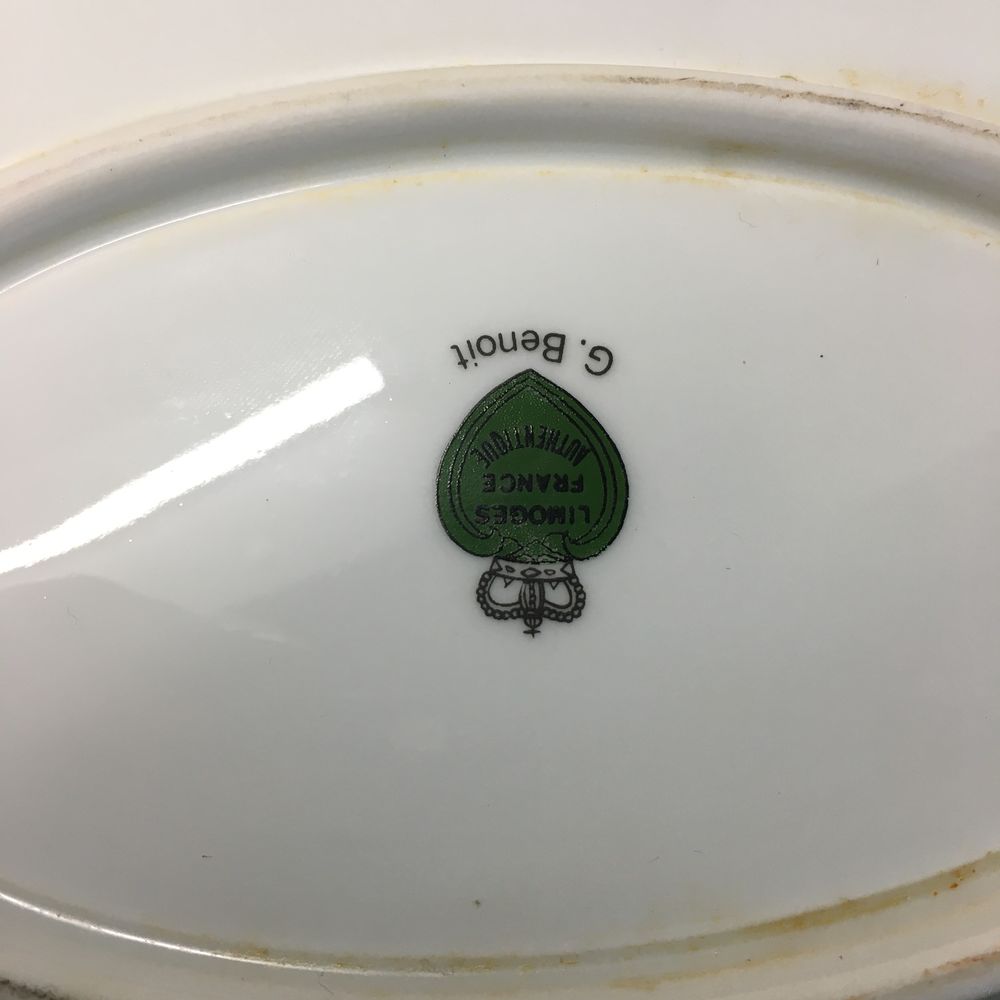 LIMOGES
FRANCE
AUTHENTIQUE
G. Benoit